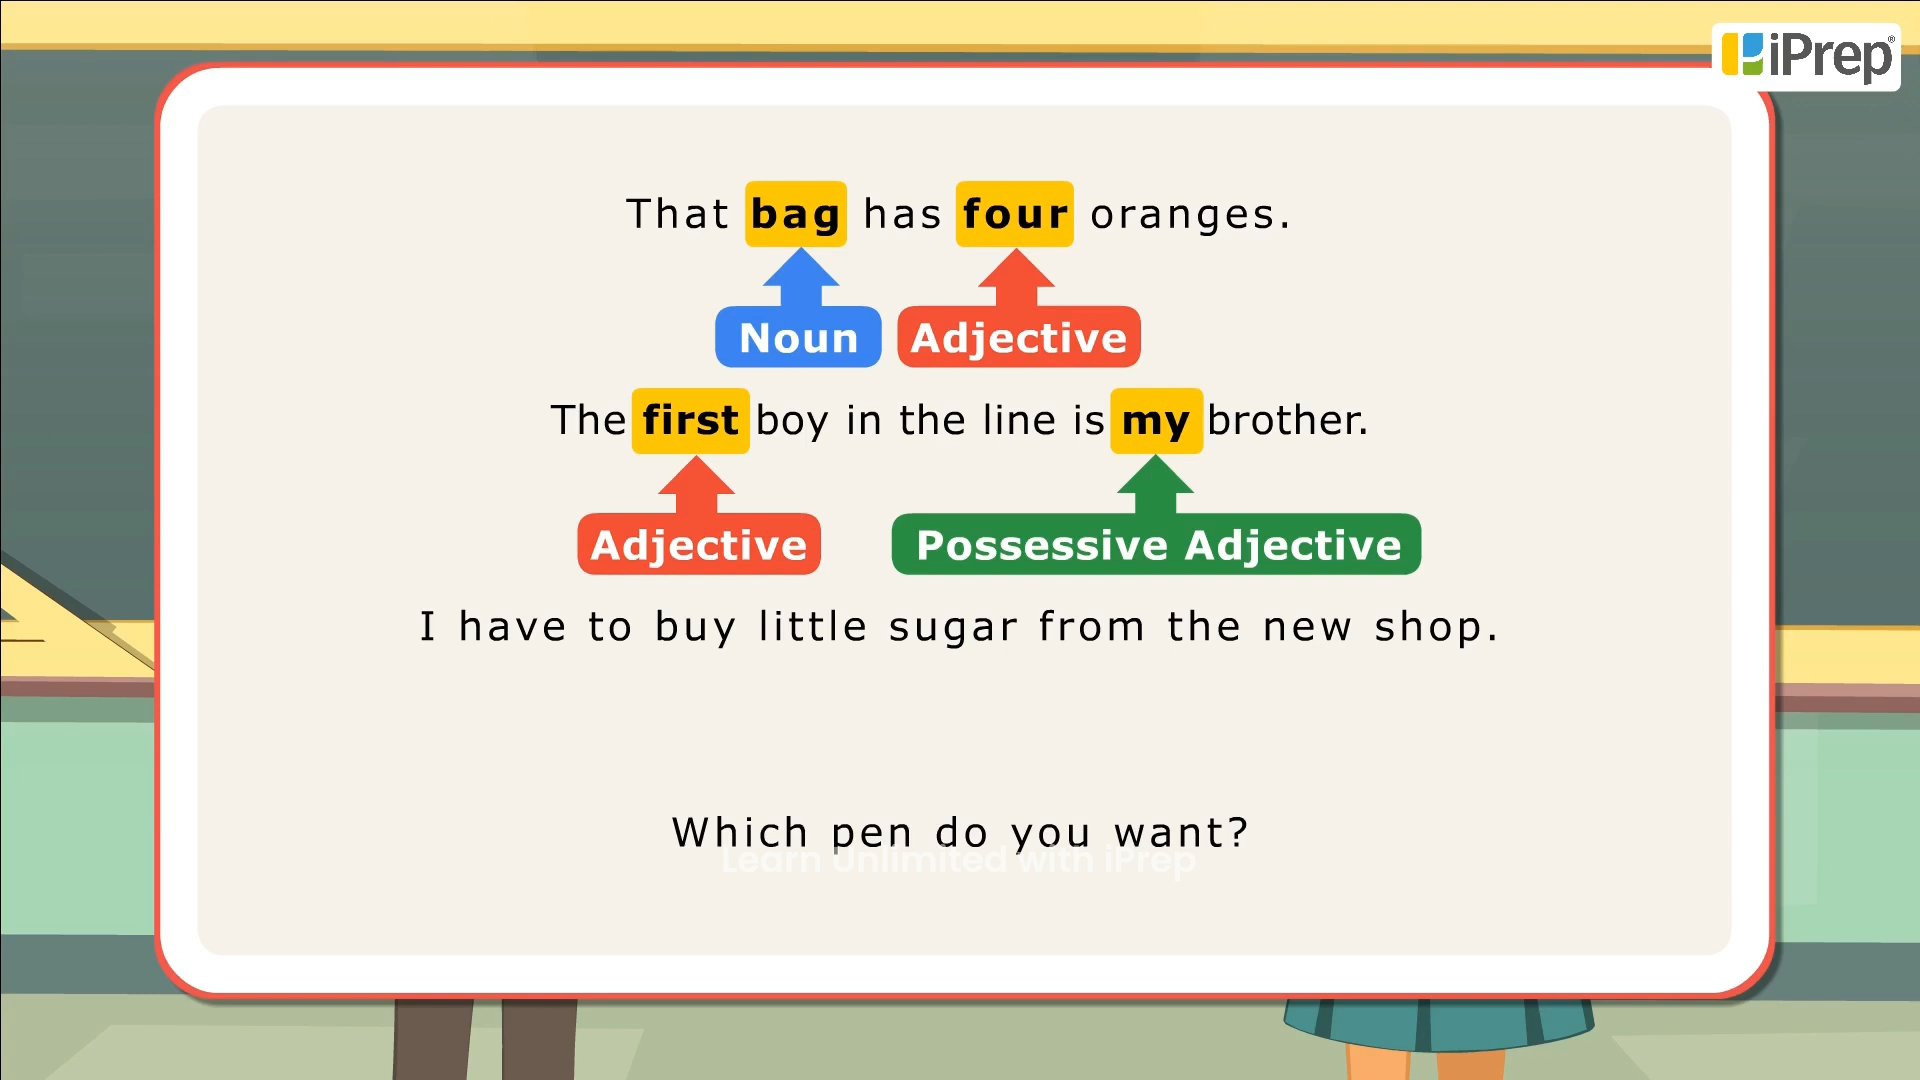 iPrep®
That bag has four oranges.
Noun Adjective
The first boy in the line is my brother.
Adjective Possessive Adjective
I have to buy little sugar from the new shop.
Which pen do you want?
Learn Unlimited with iPrep